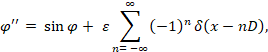 φ″ = sin φ + ε ∑_{n=−∞}^{∞} (−1)ⁿ δ(x − nD),